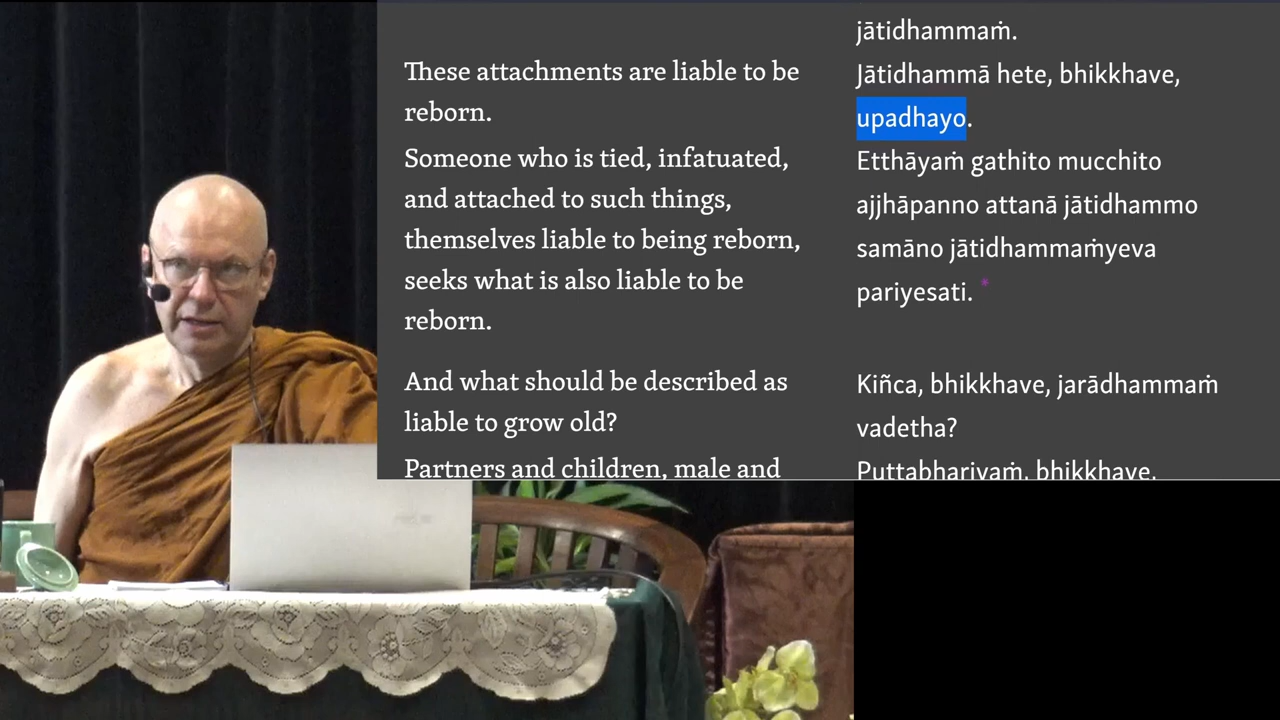 These attachments are liable to be
reborn.
Someone who is tied, infatuated,
and attached to such things,
themselves liable to being reborn,
seeks what is also liable to be
reborn.
And what should be described as
liable to grow old?
Partners and children, male and
jātidhammaṁ.
Jātidhammā hete, bhikkhave,
upadhayo.
Etthāyaṁ gathito mucchito
ajjhāpanno attanā jātidhammo
samāno jātidhammaṁyeva
pariyesati. *
Kiñca, bhikkhave, jarādhammaṁ
vadetha?
Puttabhariyaṁ, bhikkhave,